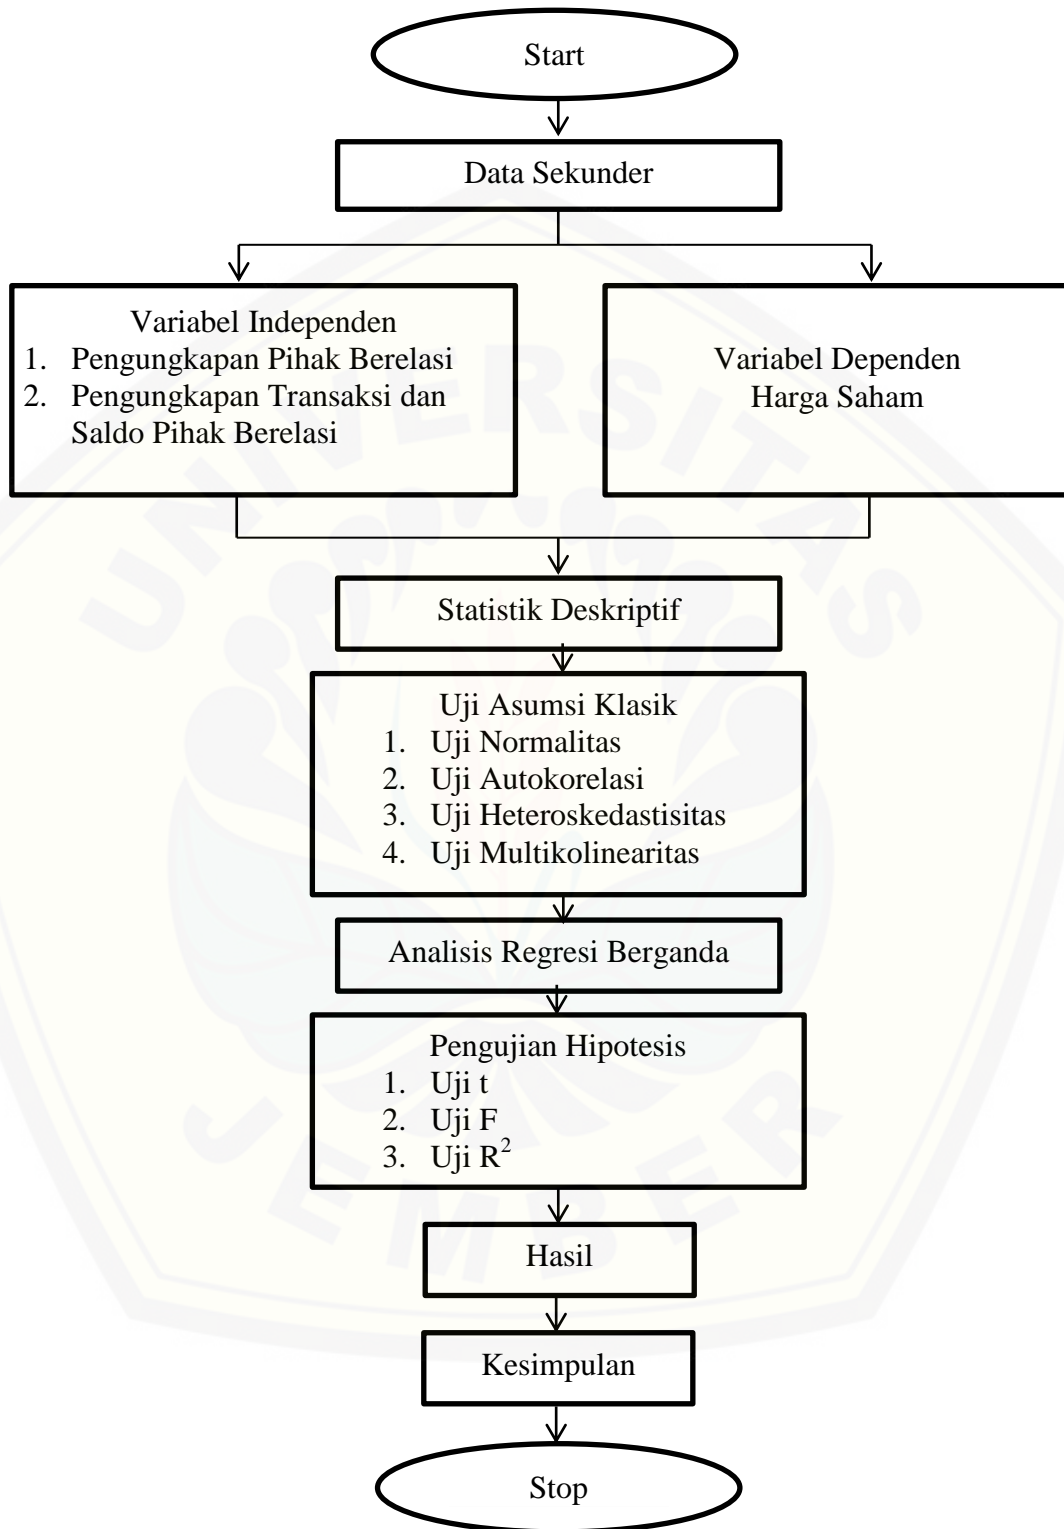 Start
Data Sekunder
Variabel Independen
1. Pengungkapan Pihak Berelasi
2. Pengungkapan Transaksi dan
Saldo Pihak Berelasi
Variabel Dependen
Harga Saham
Statistik Deskriptif
Uji Asumsi Klasik
1. Uji Normalitas
2. Uji Autokorelasi
3. Uji Heteroskedastisitas
4. Uji Multikolinearitas
Analisis Regresi Berganda
Pengujian Hipotesis
1. Uji t
2. Uji F
3. Uji R²
Hasil
Kesimpulan
Stop
UNIVERSITAS
JEMBER